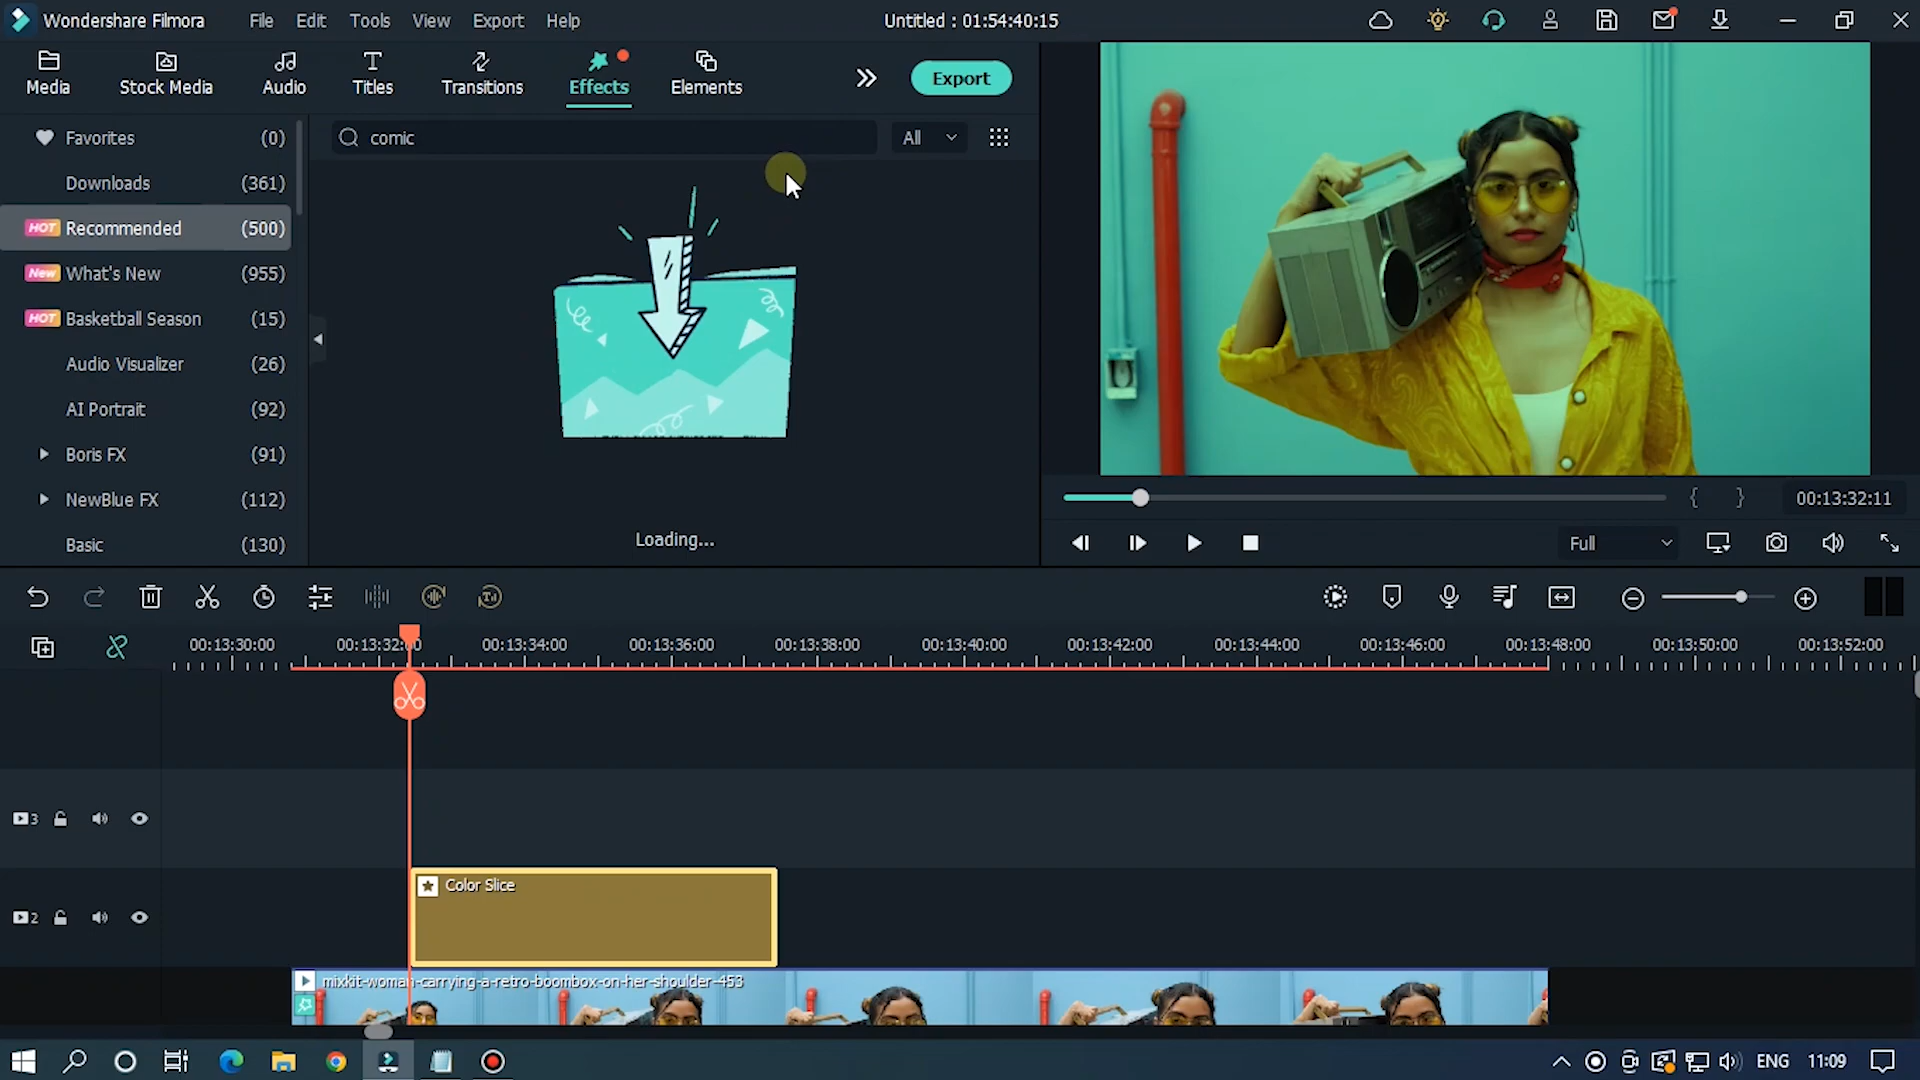 Wondershare Filmora
File
Edit
Tools
View
Export
Help
Untitled : 01:54:40:15
Media
Stock Media
Audio
Titles
Transitions
Effects
Elements
Export
Favorites (0)
comic
All
Downloads (361)
HOT Recommended (500)
New What's New (955)
HOT Basketball Season (15)
Audio Visualizer (26)
AI Portrait (92)
Boris FX (91)
NewBlue FX (112)
Basic (130)
Loading...
{ } 00:13:32:11
Full
00:13:30:00
00:13:32:00
00:13:34:00
00:13:36:00
00:13:38:00
00:13:40:00
00:13:42:00
00:13:44:00
00:13:46:00
00:13:48:00
00:13:50:00
00:13:52:00
3
Color Slice
2
mixkit-woman-carrying-a-retro-boombox-on-her-shoulder-453
ENG
11:09